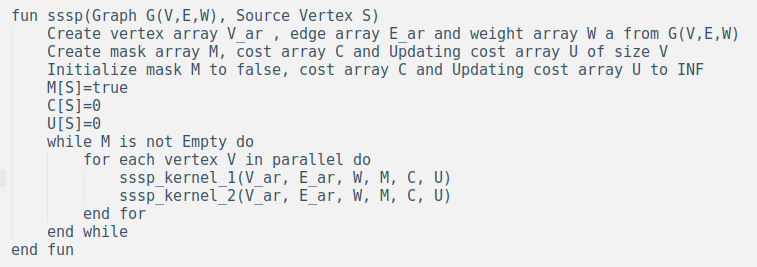 fun sssp(Graph G(V,E,W), Source Vertex S)
Create vertex array V_ar , edge array E_ar and weight array W a from G(V,E,W)
Create mask array M, cost array C and Updating cost array U of size V
Initialize mask M to false, cost array C and Updating cost array U to INF
M[S]=true
C[S]=0
U[S]=0
while M is not Empty do
for each vertex V in parallel do
sssp_kernel_1(V_ar, E_ar, W, M, C, U)
sssp_kernel_2(V_ar, E_ar, W, M, C, U)
end for
end while
end fun